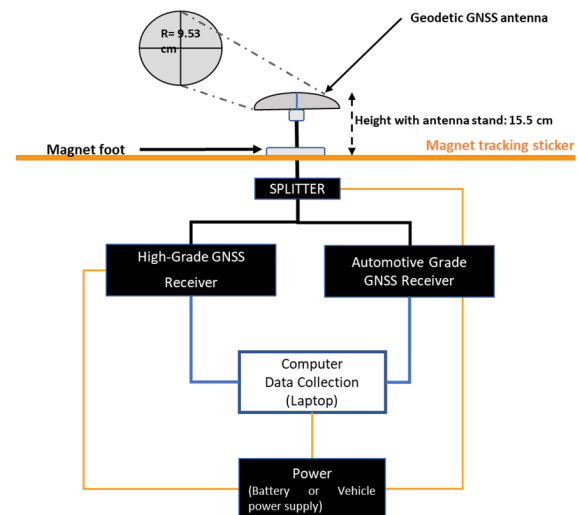 Geodetic GNSS antenna
R= 9.53
cm
Height with antenna stand: 15.5 cm
Magnet foot
Magnet tracking sticker
SPLITTER
High-Grade GNSS
Receiver
Automotive Grade
GNSS Receiver
Computer
Data Collection
(Laptop)
Power
(Battery or Vehicle
power supply)